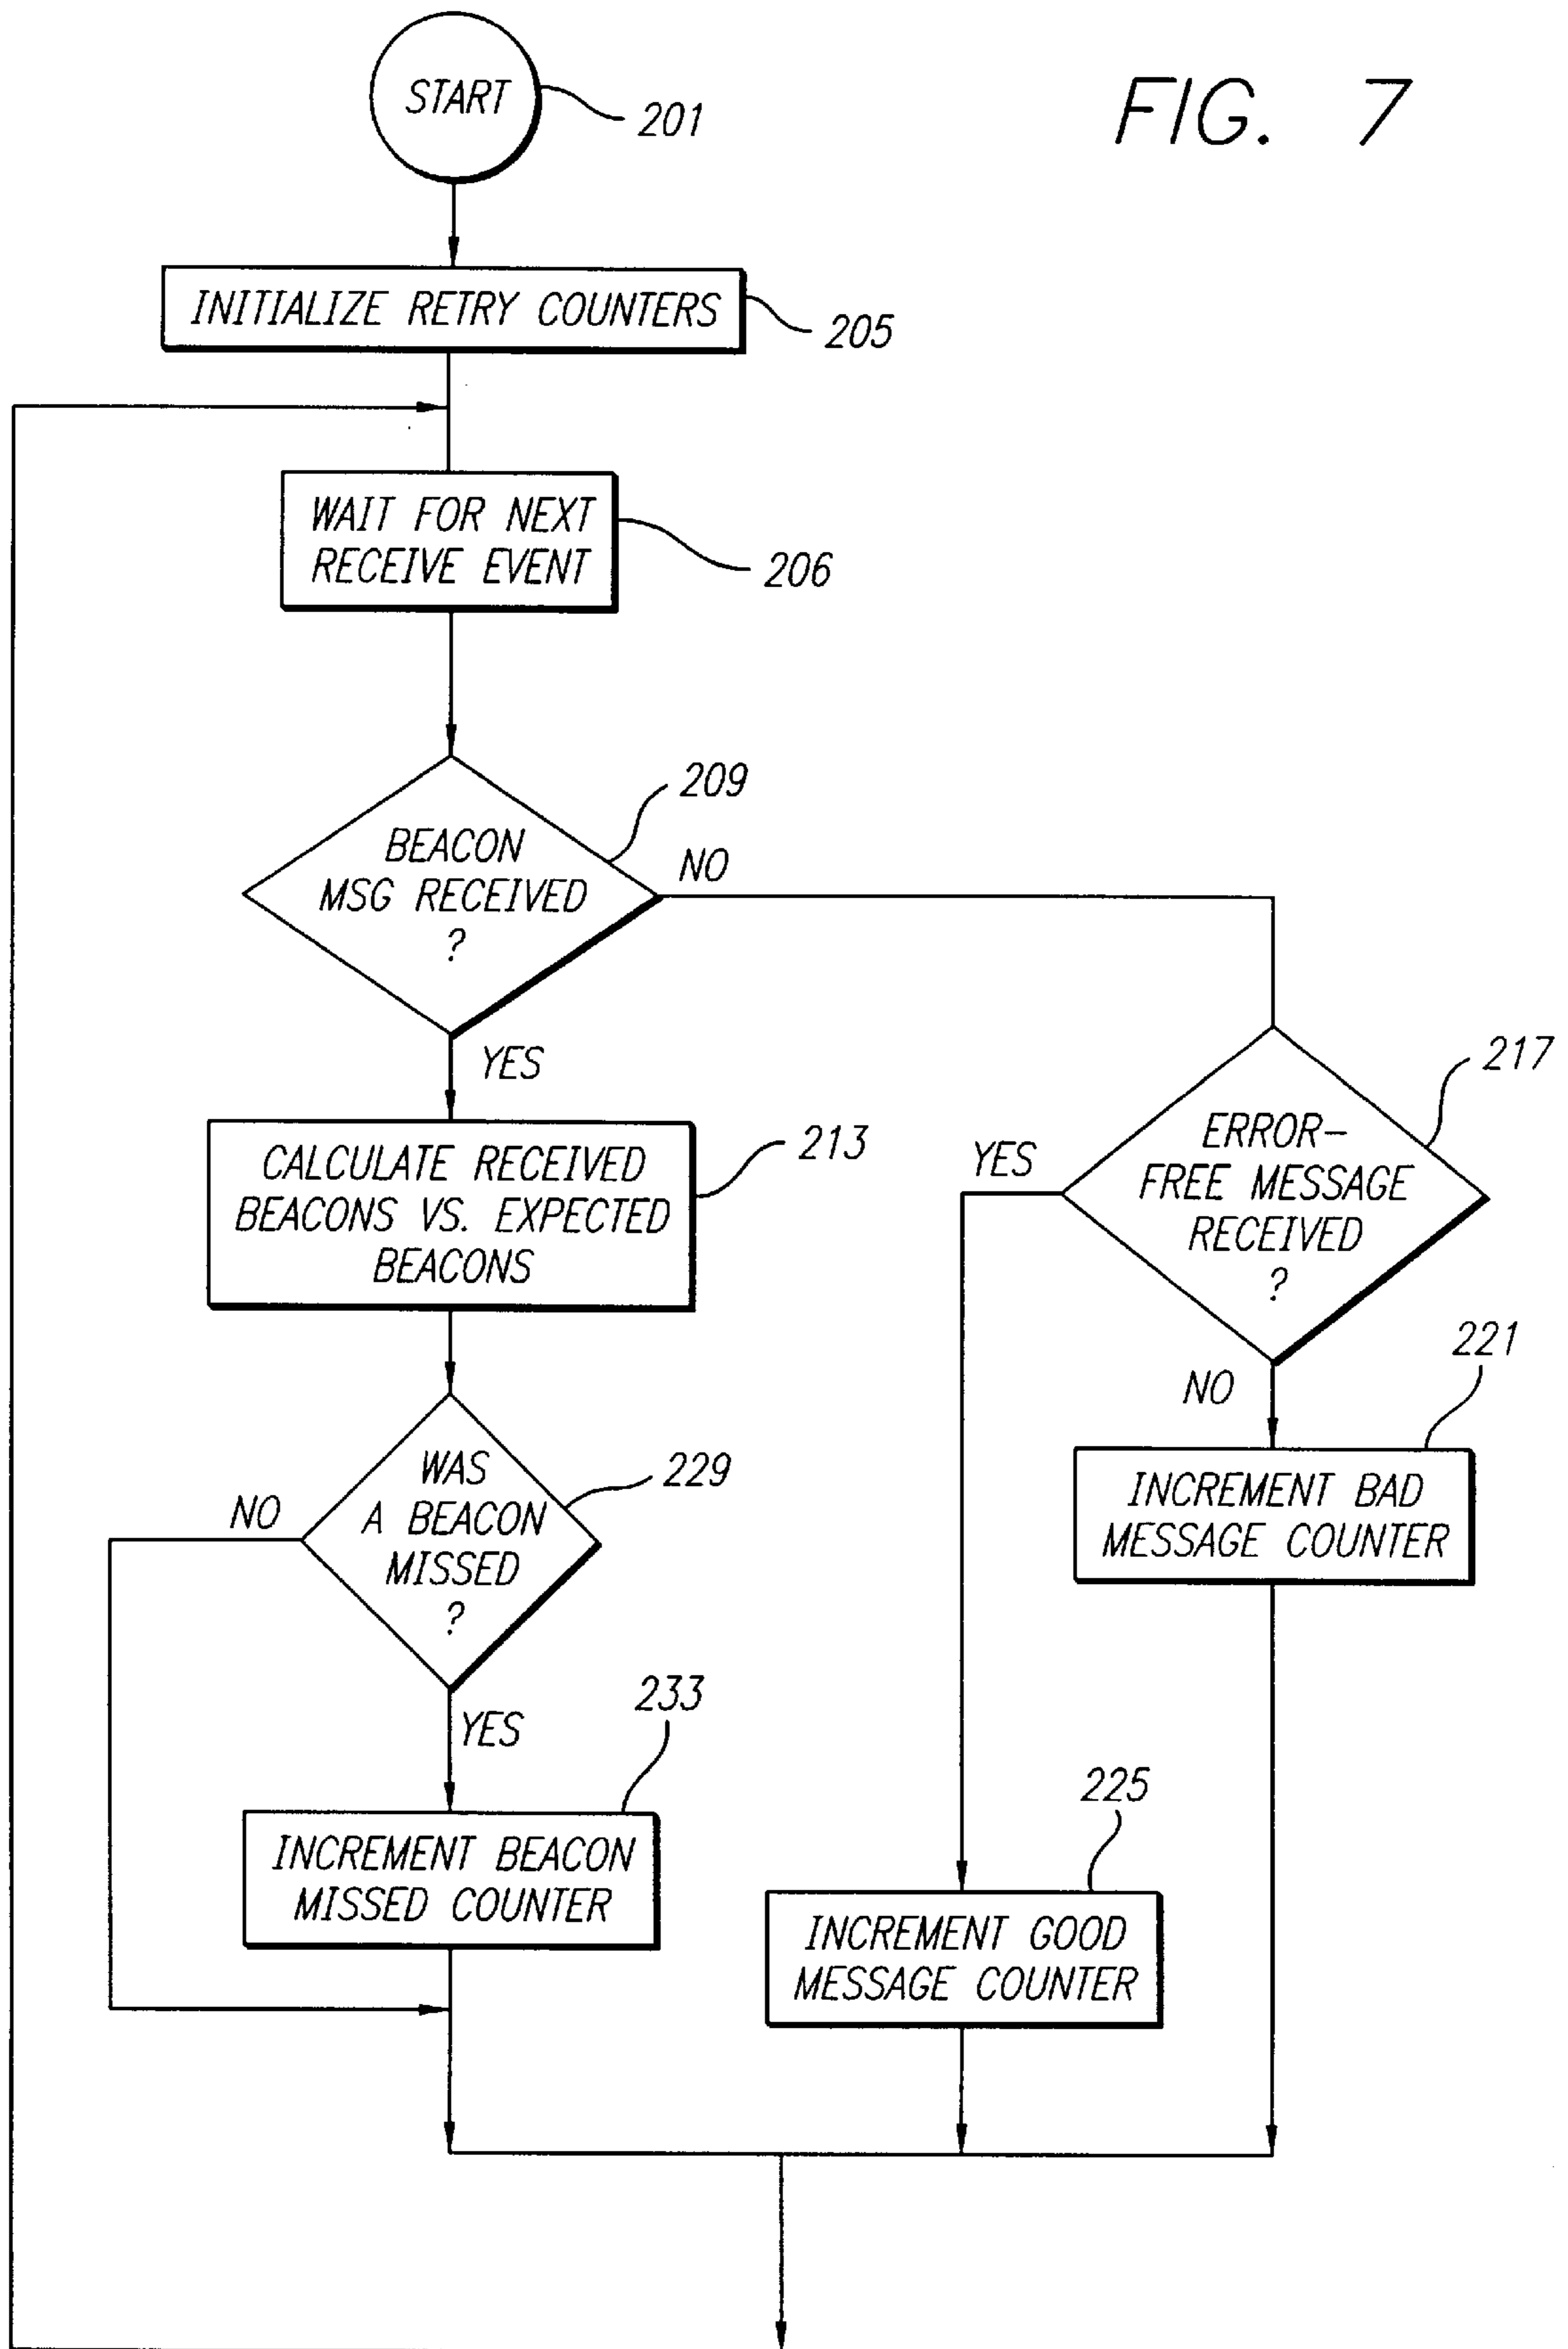 START
201
FIG. 7
INITIALIZE RETRY COUNTERS
205
WAIT FOR NEXT
RECEIVE EVENT
206
209
BEACON
MSG RECEIVED
?
NO
YES
217
ERROR-
FREE MESSAGE
RECEIVED
?
YES
NO
CALCULATE RECEIVED
BEACONS VS. EXPECTED
BEACONS
213
221
INCREMENT BAD
MESSAGE COUNTER
WAS
A BEACON
MISSED
?
229
NO
YES
233
INCREMENT BEACON
MISSED COUNTER
225
INCREMENT GOOD
MESSAGE COUNTER